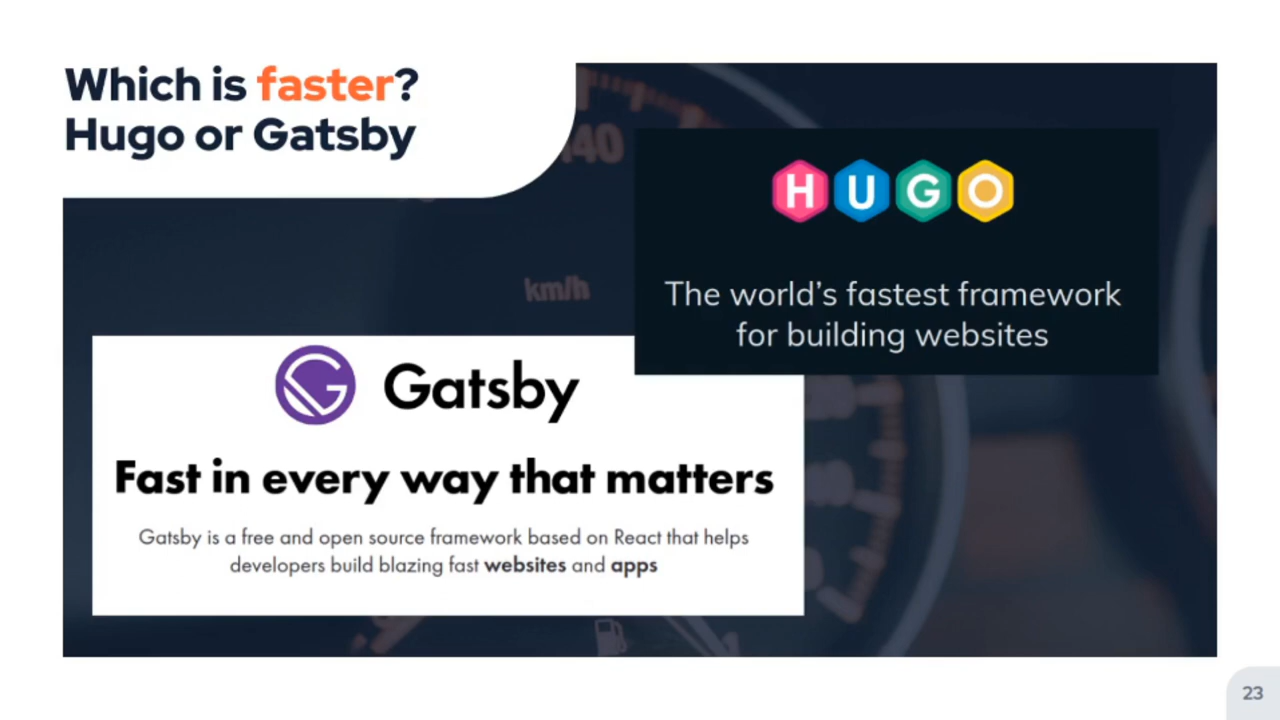 Which is faster?
Hugo or Gatsby
140
km/h
HUGO
The world's fastest framework
for building websites
Gatsby
Fast in every way that matters
Gatsby is a free and open source framework based on React that helps
developers build blazing fast websites and apps
23